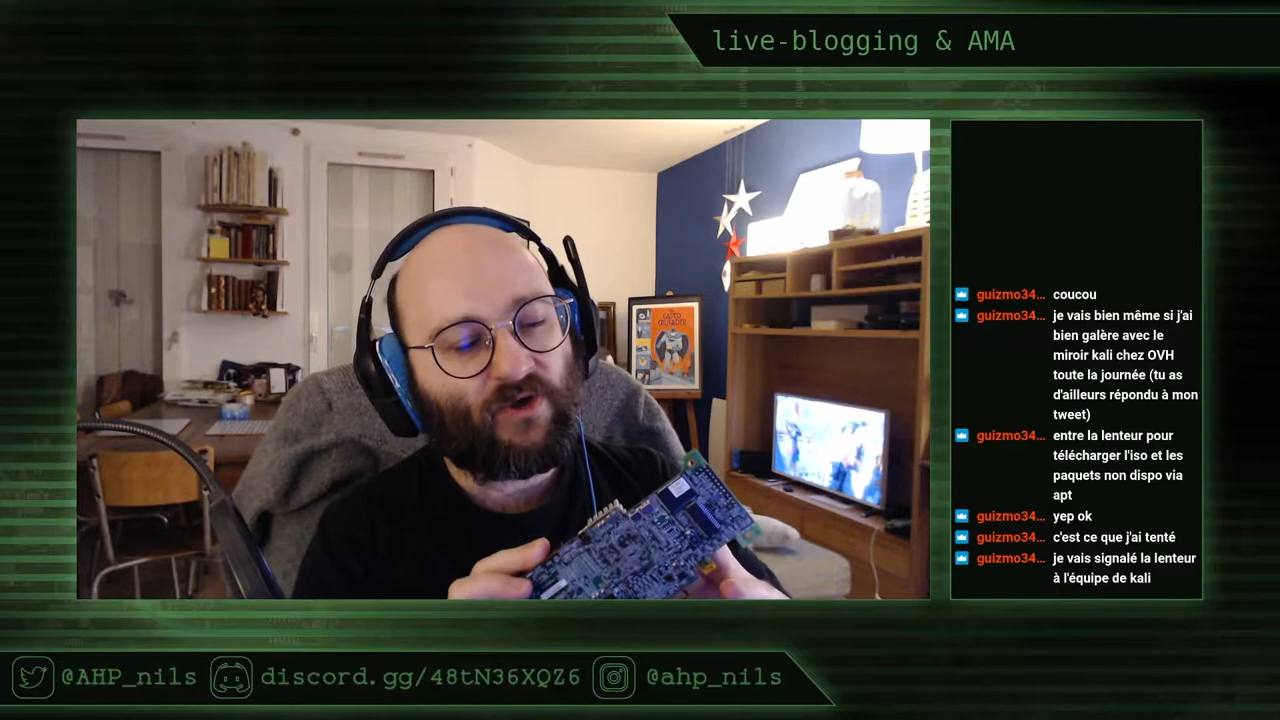 live-blogging & AMA
CAPED
CRUSADER
guizmo34... coucou
guizmo34... je vais bien même si j'ai
bien galère avec le
miroir kali chez OVH
toute la journée (tu as
d'ailleurs répondu à mon
tweet)
guizmo34... entre la lenteur pour
télécharger l'iso et les
paquets non dispo via
apt
guizmo34... yep ok
guizmo34... c'est ce que j'ai tenté
guizmo34... je vais signalé la lenteur
à l'équipe de kali
@AHP_nils discord.gg/48tN36XQZ6 @ahp_nils